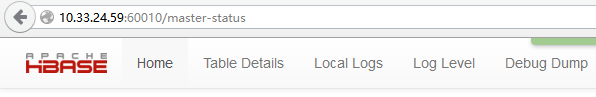 10.33.24.59:60010/master-status
APACHE
HBASE Home Table Details Local Logs Log Level Debug Dump